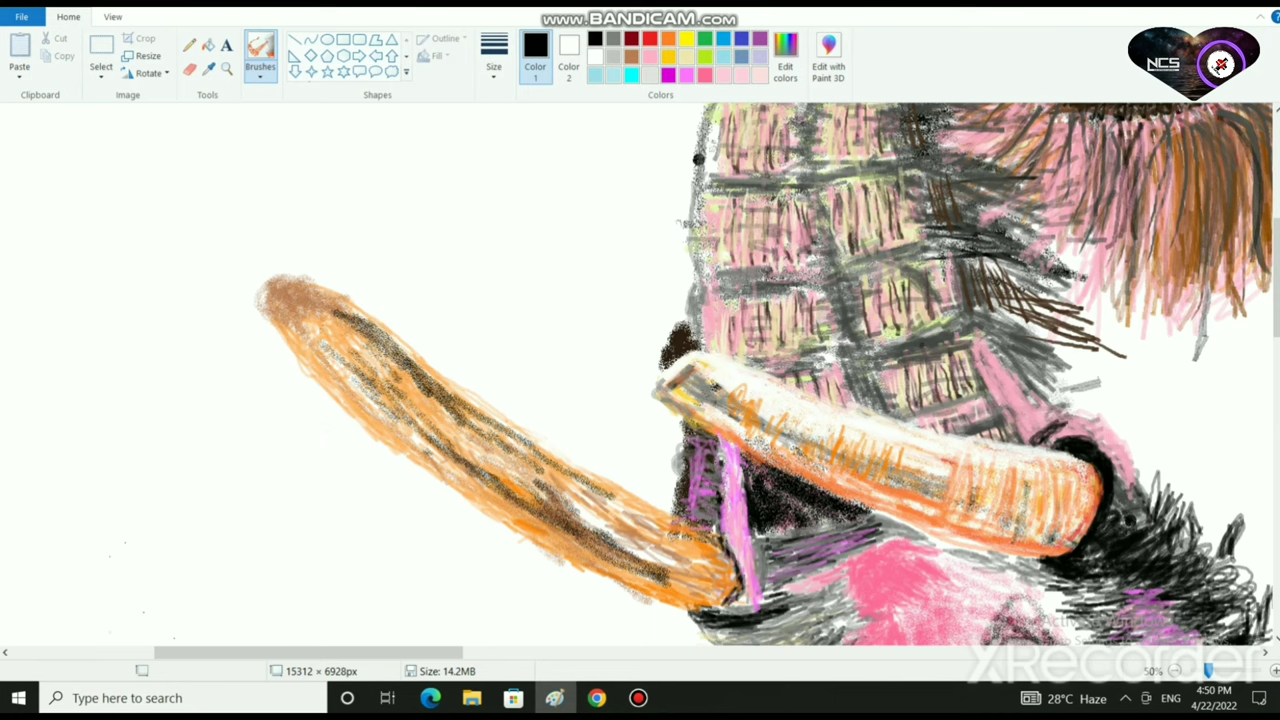 www.BANDICAM.com
File
Home
View
Paste
Cut
Copy
Clipboard
Select
Crop
Resize
Rotate
Image
Tools
Brushes
Shapes
Outline
Fill
Size
Color
1
Color
2
Edit
colors
Colors
Edit with
Paint 3D
NCS
XRecorder
15312 × 6928px
Size: 14.2MB
50%
Type here to search
28°C Haze
ENG
4:50 PM
4/22/2022